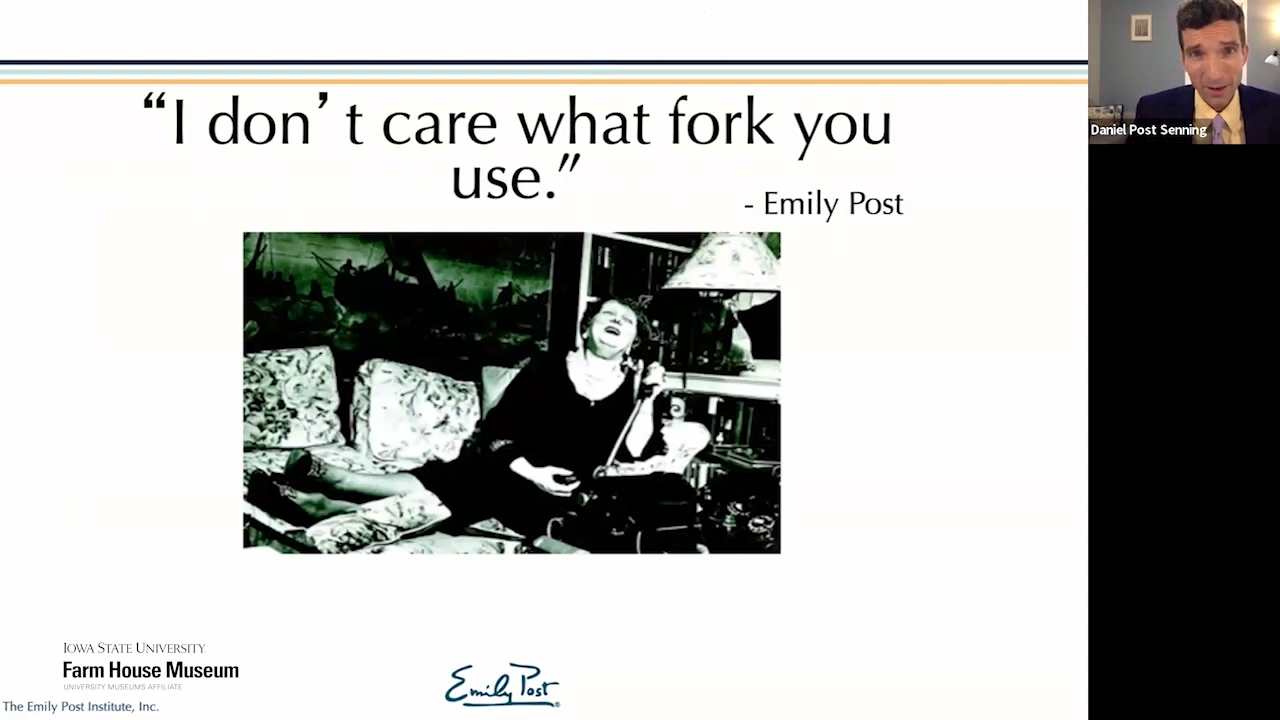 “I don’t care what fork you
use.”
- Emily Post
Daniel Post Senning
IOWA STATE UNIVERSITY
Farm House Museum
UNIVERSITY MUSEUMS AFFILIATE
Emily Post®
The Emily Post Institute, Inc.